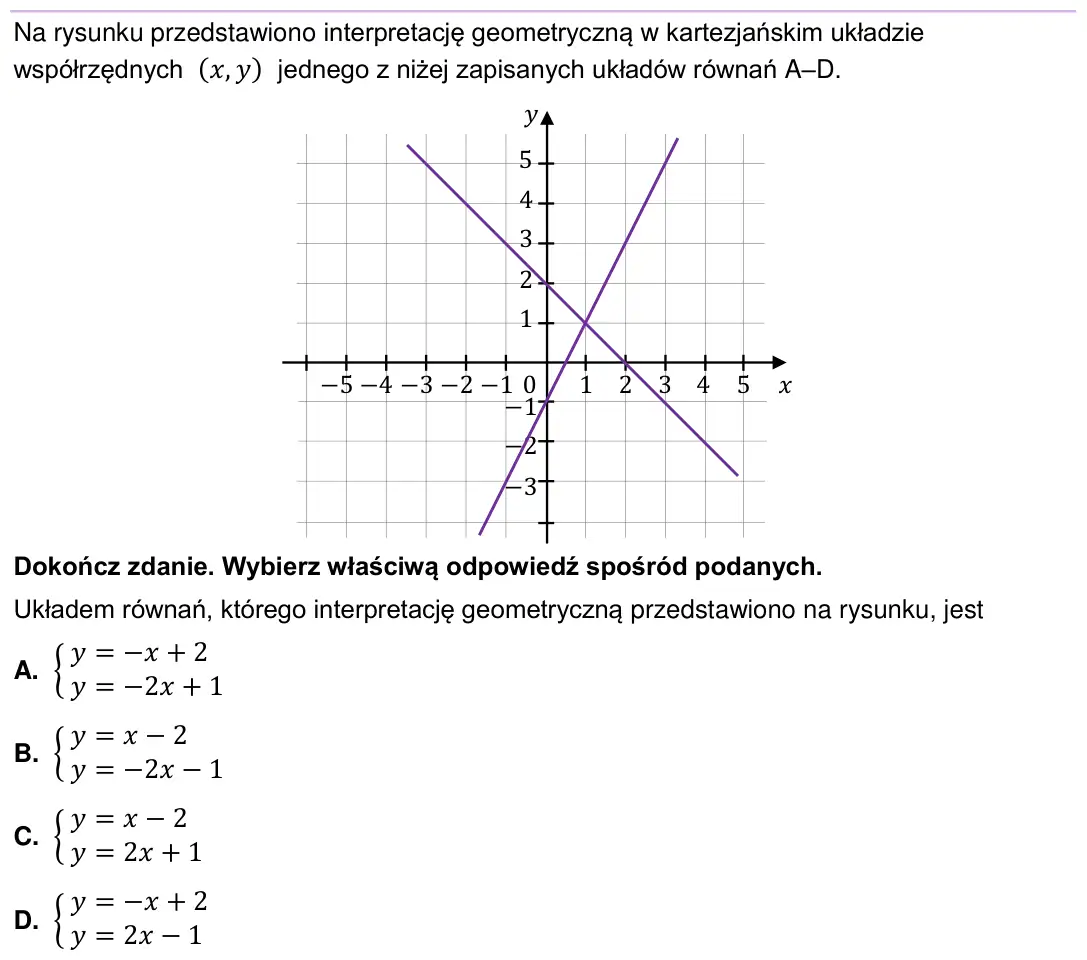 Na rysunku przedstawiono interpretację geometryczną w kartezjańskim układzie
współrzędnych (x, y) jednego z niżej zapisanych układów równań A–D.
y
5
4
3
2
1
−5 −4 −3 −2 −1 0 1 2 3 4 5 x
−1
−2
−3
Dokończ zdanie. Wybierz właściwą odpowiedź spośród podanych.
Układem równań, którego interpretację geometryczną przedstawiono na rysunku, jest
A. { y = −x + 2
y = −2x + 1
B. { y = x − 2
y = −2x − 1
C. { y = x − 2
y = 2x + 1
D. { y = −x + 2
y = 2x − 1